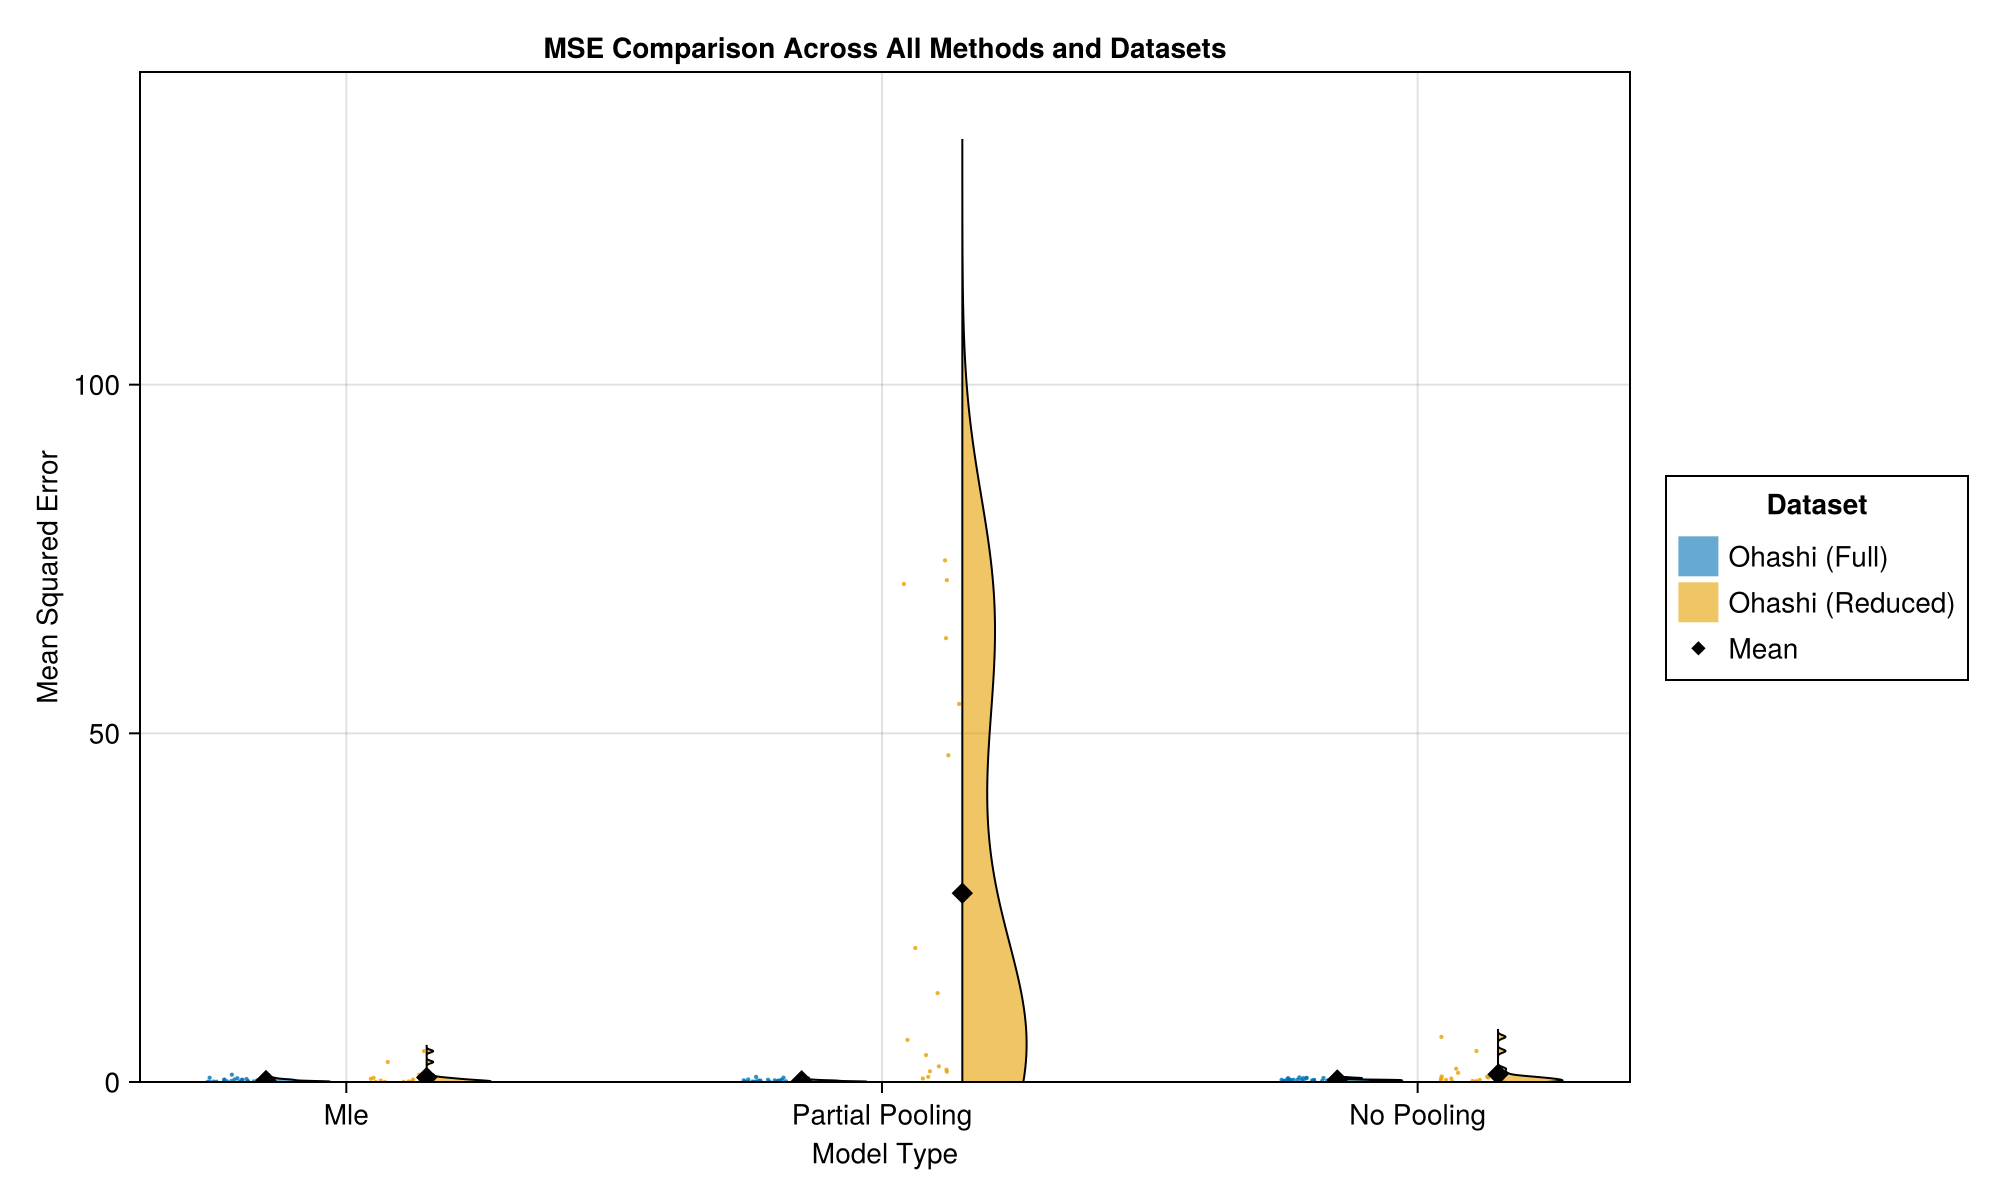 MSE Comparison Across All Methods and Datasets
Mean Squared Error
100
50
0
Mle
Partial Pooling
No Pooling
Model Type
Dataset
Ohashi (Full)
Ohashi (Reduced)
Mean